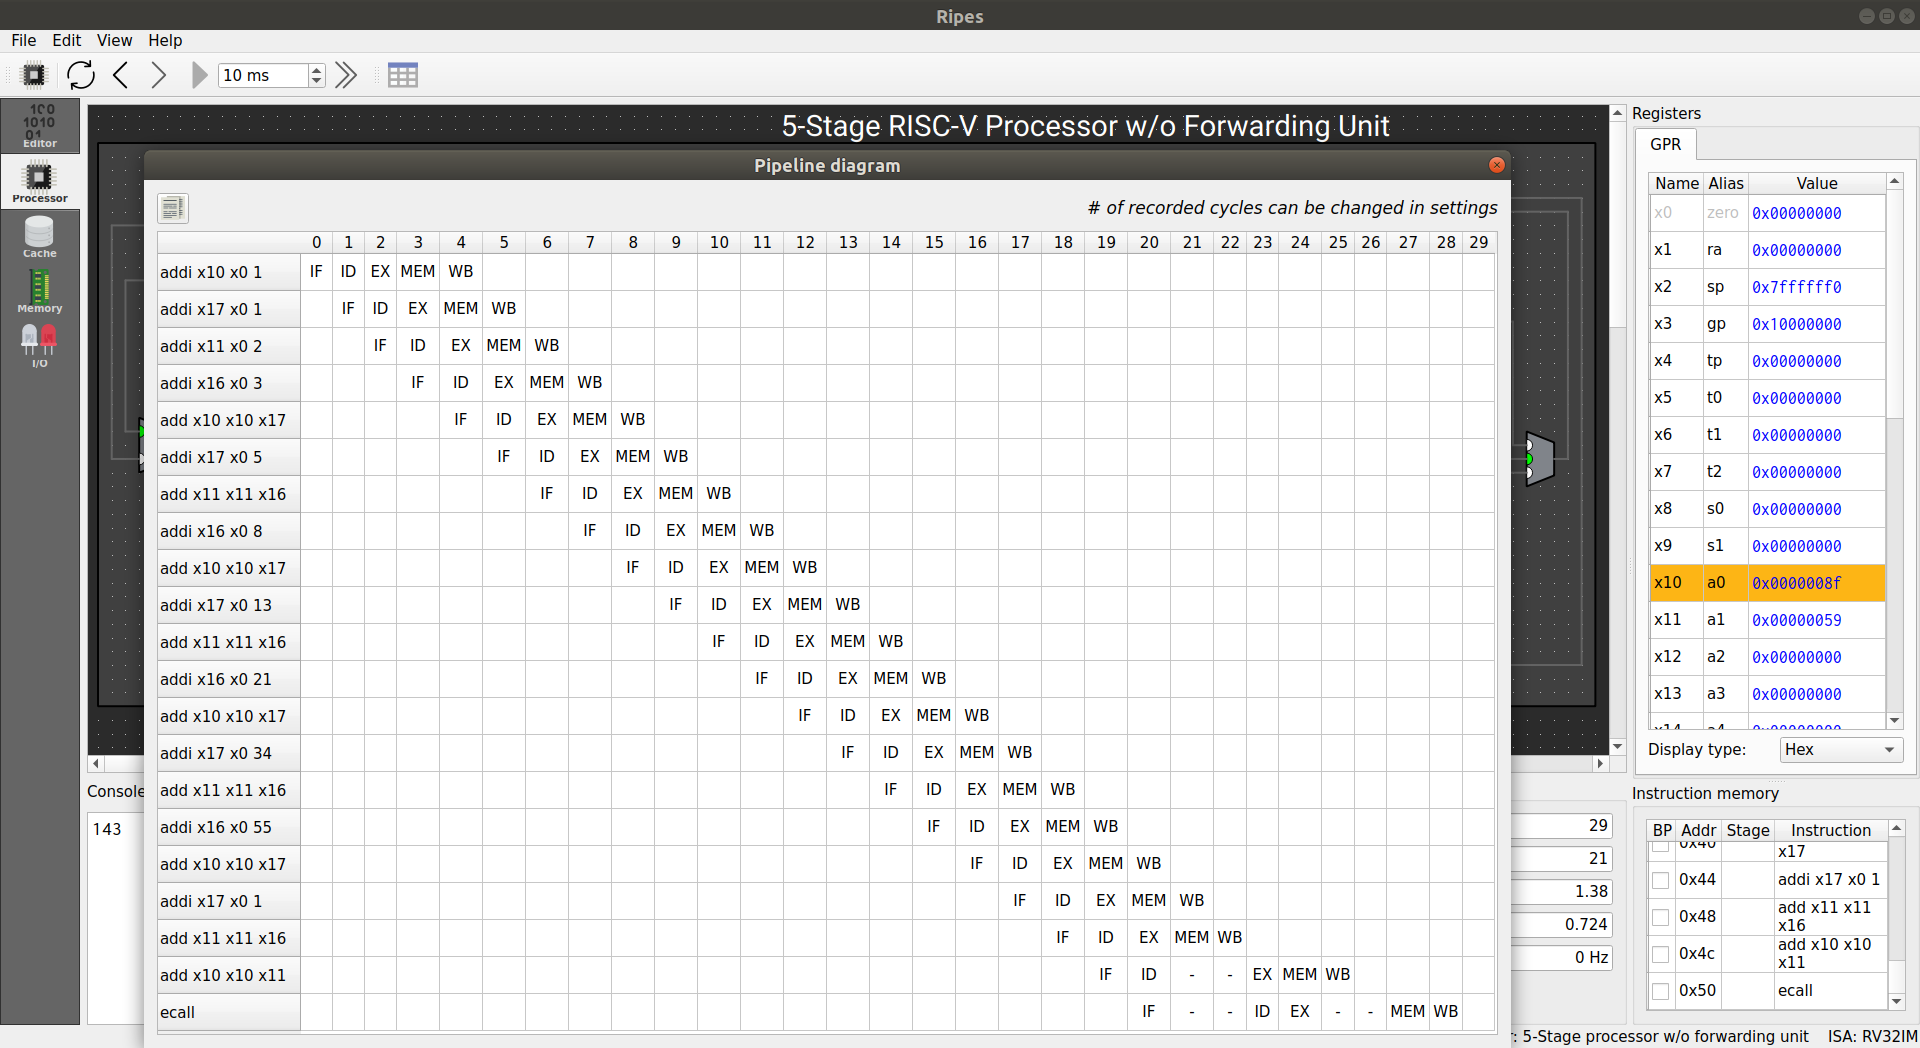 Ripes
File Edit View Help
10 ms
Editor
Processor
Cache
Memory
I/O
5-Stage RISC-V Processor w/o Forwarding Unit
Pipeline diagram
# of recorded cycles can be changed in settings
0 1 2 3 4 5 6 7 8 9 10 11 12 13 14 15 16 17 18 19 20 21 22 23 24 25 26 27 28 29
addi x10 x0 1 IF ID EX MEM WB
addi x17 x0 1 IF ID EX MEM WB
addi x11 x0 2 IF ID EX MEM WB
addi x16 x0 3 IF ID EX MEM WB
add x10 x10 x17 IF ID EX MEM WB
addi x17 x0 5 IF ID EX MEM WB
add x11 x11 x16 IF ID EX MEM WB
addi x16 x0 8 IF ID EX MEM WB
add x10 x10 x17 IF ID EX MEM WB
addi x17 x0 13 IF ID EX MEM WB
add x11 x11 x16 IF ID EX MEM WB
addi x16 x0 21 IF ID EX MEM WB
add x10 x10 x17 IF ID EX MEM WB
addi x17 x0 34 IF ID EX MEM WB
add x11 x11 x16 IF ID EX MEM WB
addi x16 x0 55 IF ID EX MEM WB
add x10 x10 x17 IF ID EX MEM WB
addi x17 x0 1 IF ID EX MEM WB
add x11 x11 x16 IF ID EX MEM WB
add x10 x10 x11 IF ID - - EX MEM WB
ecall IF - - ID EX - - MEM WB
Console
143
29
21
1.38
0.724
0 Hz
Registers
GPR
Name Alias Value
x0 zero 0x00000000
x1 ra 0x00000000
x2 sp 0x7ffffff0
x3 gp 0x10000000
x4 tp 0x00000000
x5 t0 0x00000000
x6 t1 0x00000000
x7 t2 0x00000000
x8 s0 0x00000000
x9 s1 0x00000000
x10 a0 0x0000008f
x11 a1 0x00000059
x12 a2 0x00000000
x13 a3 0x00000000
x14 a4 0x00000000
Display type: Hex
Instruction memory
BP Addr Stage Instruction
0x40 x17
0x44 addi x17 x0 1
0x48 add x11 x11
x16
0x4c add x10 x10
x11
0x50 ecall
r: 5-Stage processor w/o forwarding unit ISA: RV32IM